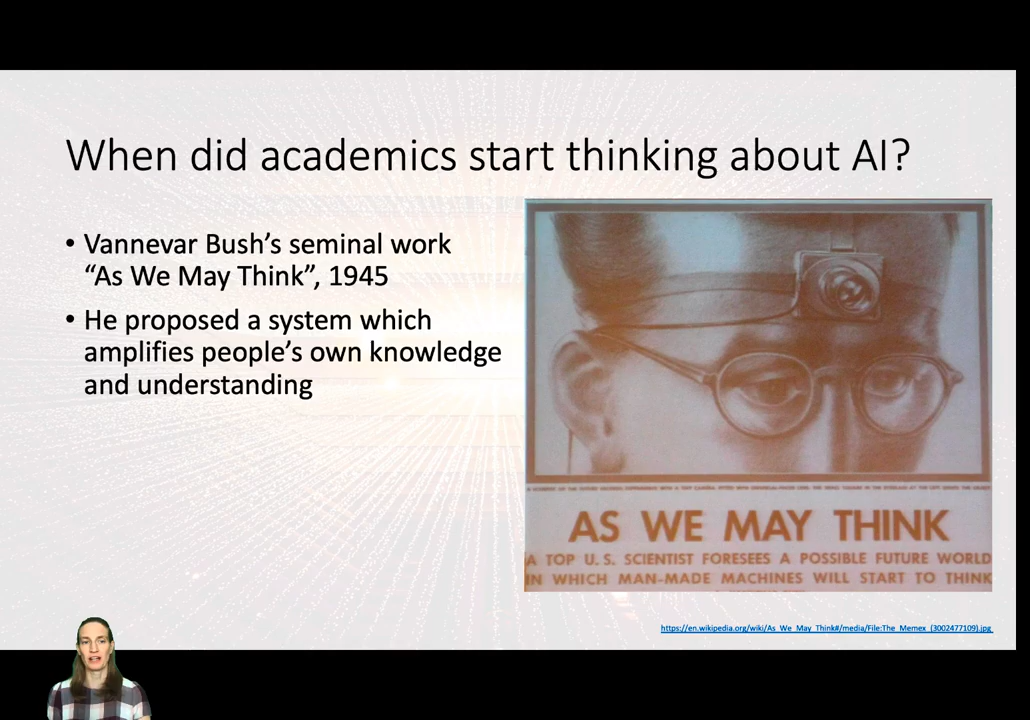 When did academics start thinking about AI?
• Vannevar Bush’s seminal work
“As We May Think”, 1945
• He proposed a system which
amplifies people’s own knowledge
and understanding
AS WE MAY THINK
A TOP U. S. SCIENTIST FORESEES A POSSIBLE FUTURE WORLD
IN WHICH MAN-MADE MACHINES WILL START TO THINK
https://en.wikipedia.org/wiki/As_We_May_Think#/media/File:The_Memex_(3002477109).jpg